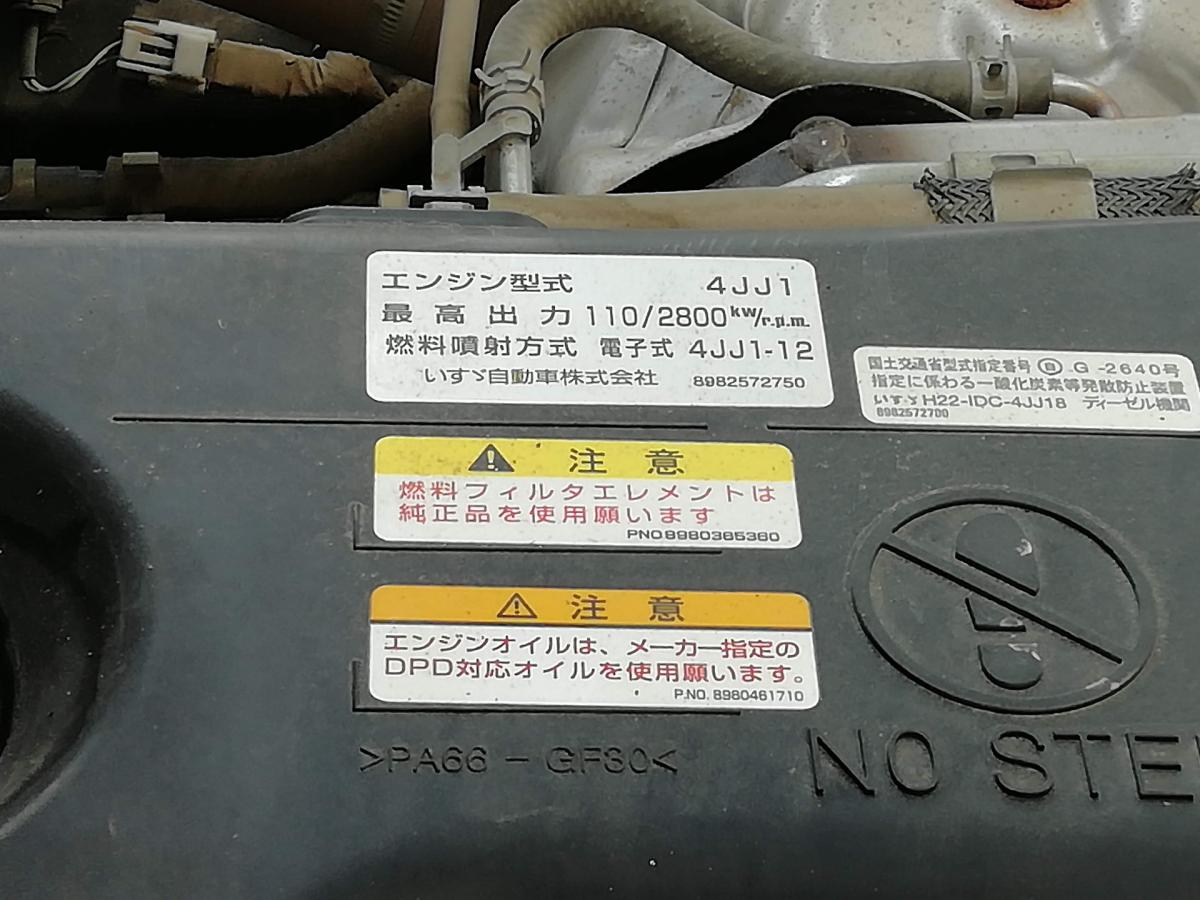 エンジン型式 4JJ1
最高出力 110/2800kw/r.p.m.
燃料噴射方式 電子式 4JJ1-12
いすゞ自動車株式会社 8982572750
国土交通省型式指定番号 Ⓑ G-2640号
指定に係わる一酸化炭素等発散防止装置
いすゞH22-IDC-4JJ18 ディーゼル機関
8982572700
注意
燃料フィルタエレメントは
純正品を使用願います
PNO8980385380
注意
エンジンオイルは、メーカー指定の
DPD対応オイルを使用願います。
P.NO. 8980461710
>PA66-GF30<
NO STE